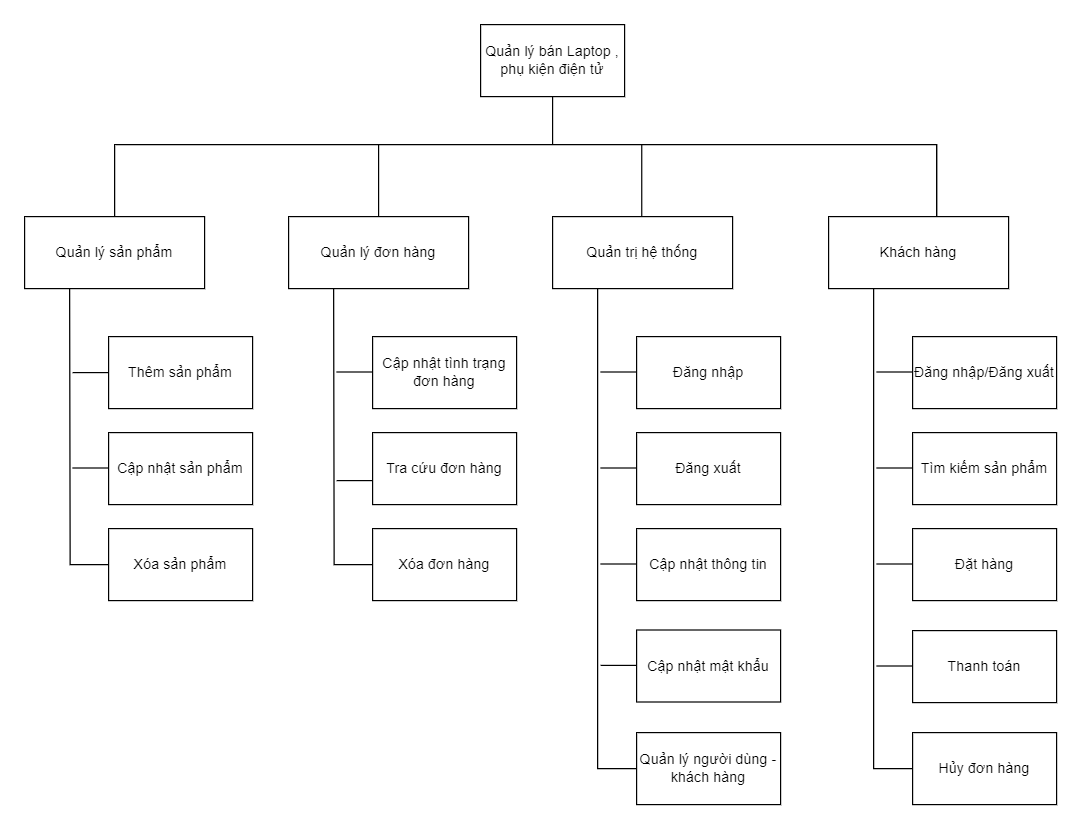 Quản lý bán Laptop ,
phụ kiện điện tử
Quản lý sản phẩm
Quản lý đơn hàng
Quản trị hệ thống
Khách hàng
Thêm sản phẩm
Cập nhật sản phẩm
Xóa sản phẩm
Cập nhật tình trạng
đơn hàng
Tra cứu đơn hàng
Xóa đơn hàng
Đăng nhập
Đăng xuất
Cập nhật thông tin
Cập nhật mật khẩu
Quản lý người dùng -
khách hàng
Đăng nhập/Đăng xuất
Tìm kiếm sản phẩm
Đặt hàng
Thanh toán
Hủy đơn hàng